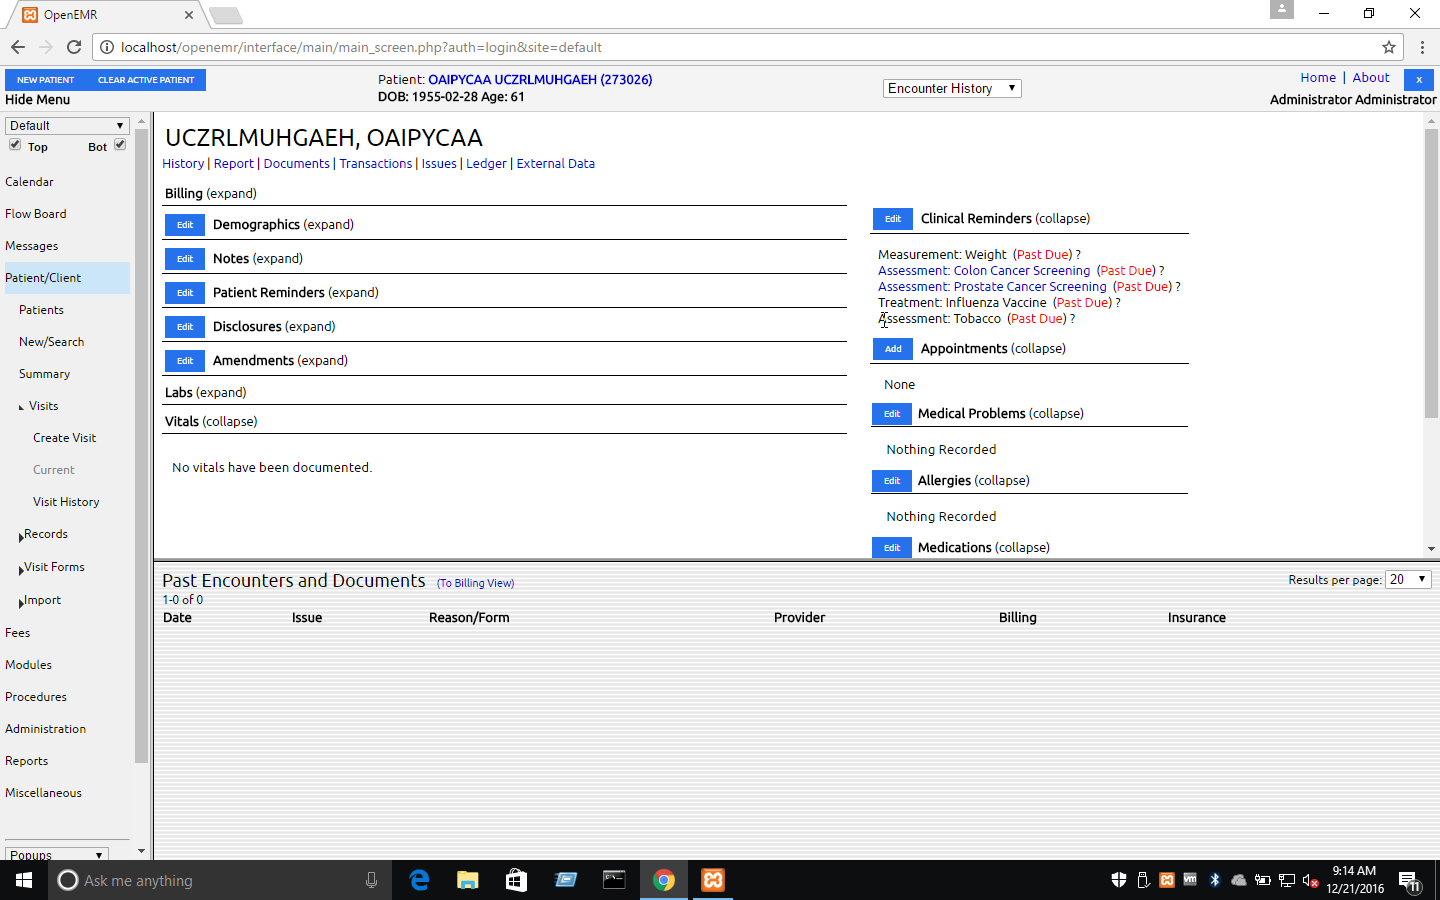 OpenEMR
localhost/openemr/interface/main/main_screen.php?auth=login&site=default
NEW PATIENT CLEAR ACTIVE PATIENT
Hide Menu
Patient: OAIPYCAA UCZRLMUHGAEH (273026)
DOB: 1955-02-28 Age: 61
Encounter History
Home | About x
Administrator Administrator
Default
Top Bot
Calendar
Flow Board
Messages
Patient/Client
Patients
New/Search
Summary
Visits
Create Visit
Current
Visit History
Records
Visit Forms
Import
Fees
Modules
Procedures
Administration
Reports
Miscellaneous
Popups
UCZRLMUHGAEH, OAIPYCAA
History | Report | Documents | Transactions | Issues | Ledger | External Data
Billing (expand)
Edit Demographics (expand)
Edit Notes (expand)
Edit Patient Reminders (expand)
Edit Disclosures (expand)
Edit Amendments (expand)
Labs (expand)
Vitals (collapse)
No vitals have been documented.
Edit Clinical Reminders (collapse)
Measurement: Weight (Past Due) ?
Assessment: Colon Cancer Screening (Past Due) ?
Assessment: Prostate Cancer Screening (Past Due) ?
Treatment: Influenza Vaccine (Past Due) ?
Assessment: Tobacco (Past Due) ?
Add Appointments (collapse)
None
Edit Medical Problems (collapse)
Nothing Recorded
Edit Allergies (collapse)
Nothing Recorded
Edit Medications (collapse)
Past Encounters and Documents (To Billing View)
Results per page: 20
1-0 of 0
Date Issue Reason/Form Provider Billing Insurance
Ask me anything
9:14 AM
12/21/2016
11